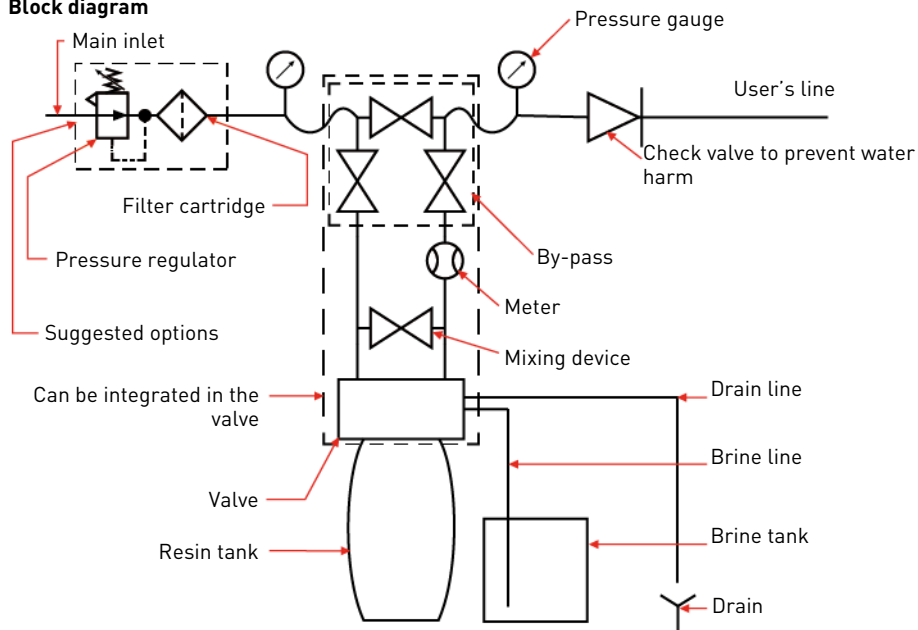 Block diagram
Main inlet
Pressure gauge
User's line
Check valve to prevent water
harm
Filter cartridge
Pressure regulator
By-pass
Meter
Suggested options
Mixing device
Can be integrated in the
valve
Drain line
Brine line
Valve
Resin tank
Brine tank
Drain